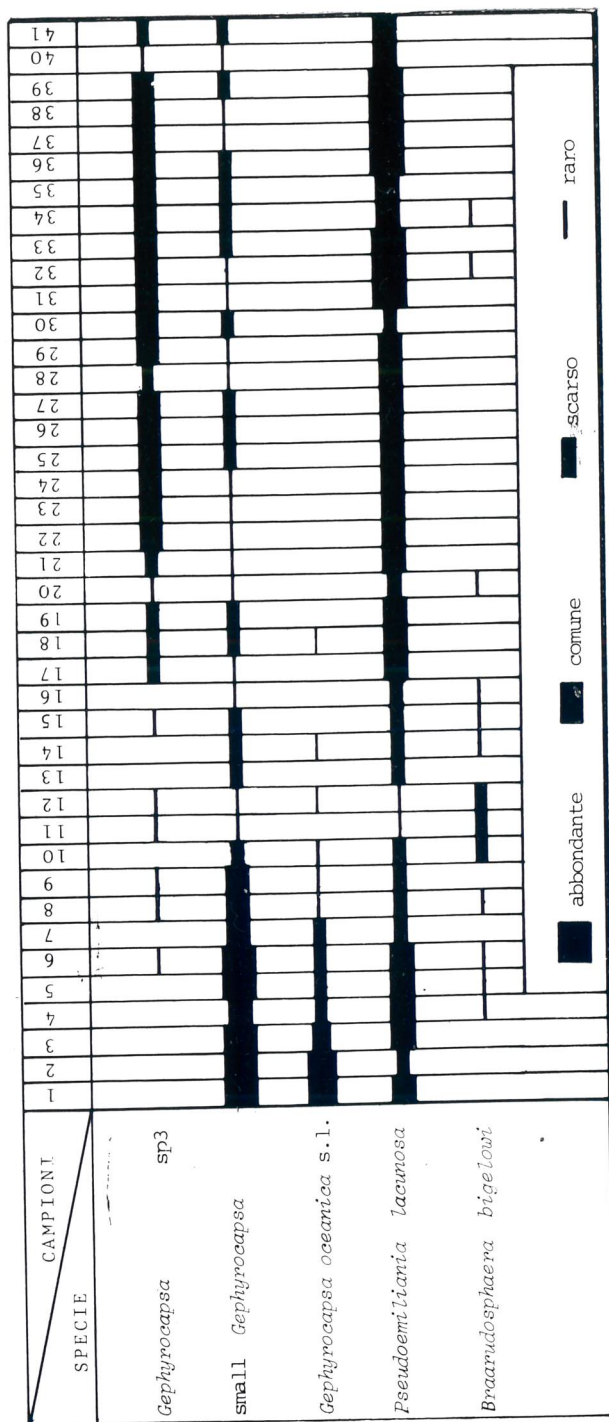 CAMPIONI
SPECIE
1 2 3 4 5 6 7 8 9 10 11 12 13 14 15 16 17 18 19 20 21 22 23 24 25 26 27 28 29 30 31 32 33 34 35 36 37 38 39 40 41
Gephyrocapsa sp3
small Gephyrocapsa
Gephyrocapsa oceanica s.l.
Pseudoemiliania lacunosa
Braarudosphaera bigelowi
abbondante comune scarso raro